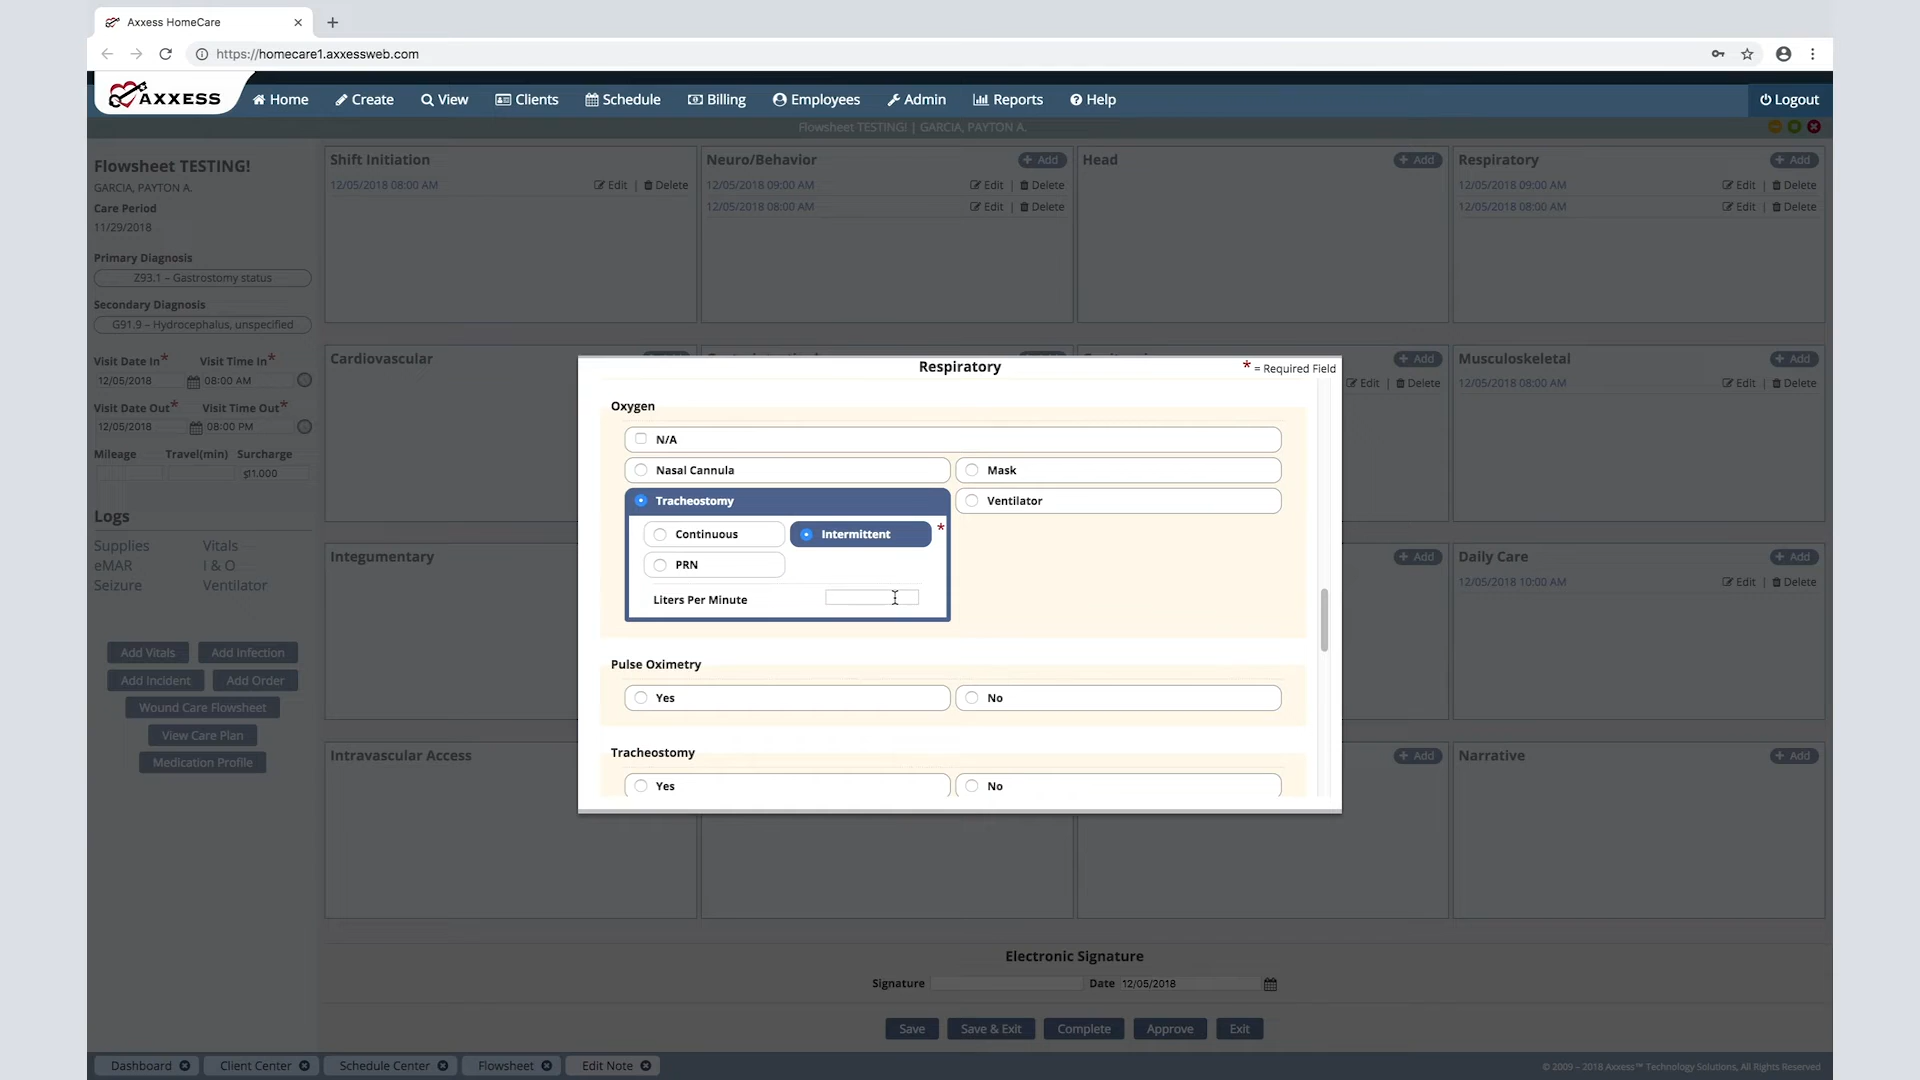 Axxess HomeCare
https://homecare1.axxessweb.com
AXXESS
Home
Create
View
Clients
Schedule
Billing
Employees
Admin
Reports
Help
Logout
Flowsheet TESTING! | GARCIA, PAYTON A.
Flowsheet TESTING!
GARCIA, PAYTON A.
Care Period
11/29/2018
Primary Diagnosis
Z93.1 – Gastrostomy status
Secondary Diagnosis
G91.9 – Hydrocephalus, unspecified
Visit Date In* Visit Time In*
12/05/2018 08:00 AM
Visit Date Out* Visit Time Out*
12/05/2018 08:00 PM
Mileage Travel(min) Surcharge
$11.000
Logs
Supplies Vitals
eMAR I & O
Seizure Ventilator
Add Vitals Add Infection
Add Incident Add Order
Wound Care Flowsheet
View Care Plan
Medication Profile
Shift Initiation
12/05/2018 08:00 AM Edit | Delete
Neuro/Behavior + Add
12/05/2018 09:00 AM Edit | Delete
12/05/2018 08:00 AM Edit | Delete
Head + Add
Respiratory + Add
12/05/2018 09:00 AM Edit | Delete
12/05/2018 08:00 AM Edit | Delete
Cardiovascular
+ Add
Edit | Delete
Musculoskeletal + Add
12/05/2018 08:00 AM Edit | Delete
Integumentary
+ Add
Daily Care + Add
12/05/2018 10:00 AM Edit | Delete
Intravascular Access
+ Add
Narrative + Add
Respiratory
* = Required Field
Oxygen
N/A
Nasal Cannula Mask
Tracheostomy Ventilator
Continuous Intermittent *
PRN
Liters Per Minute
Pulse Oximetry
Yes No
Tracheostomy
Yes No
Electronic Signature
Signature Date 12/05/2018
Save Save & Exit Complete Approve Exit
Dashboard Client Center Schedule Center Flowsheet Edit Note
© 2009 – 2018 Axxess™ Technology Solutions, All Rights Reserved